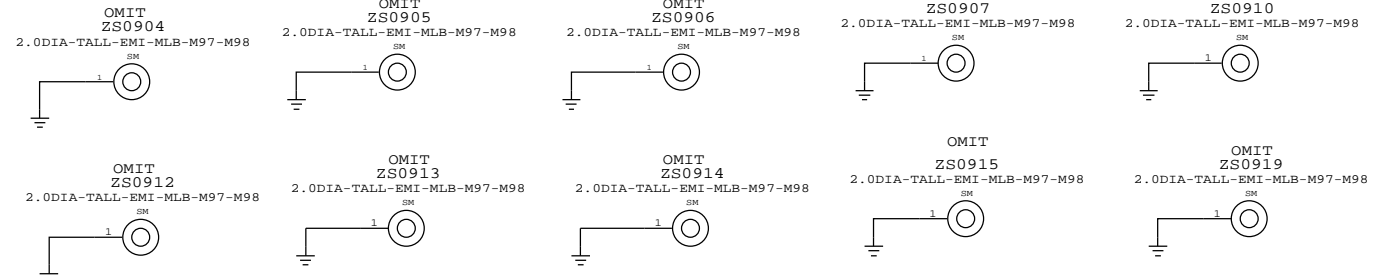 OMIT
ZS0904
2.0DIA-TALL-EMI-MLB-M97-M98
SM
1
OMIT
ZS0905
2.0DIA-TALL-EMI-MLB-M97-M98
SM
1
OMIT
ZS0906
2.0DIA-TALL-EMI-MLB-M97-M98
SM
1
ZS0907
2.0DIA-TALL-EMI-MLB-M97-M98
SM
1
ZS0910
2.0DIA-TALL-EMI-MLB-M97-M98
SM
1
OMIT
ZS0912
2.0DIA-TALL-EMI-MLB-M97-M98
SM
1
OMIT
ZS0913
2.0DIA-TALL-EMI-MLB-M97-M98
SM
1
OMIT
ZS0914
2.0DIA-TALL-EMI-MLB-M97-M98
SM
1
OMIT
ZS0915
2.0DIA-TALL-EMI-MLB-M97-M98
SM
1
OMIT
ZS0919
2.0DIA-TALL-EMI-MLB-M97-M98
SM
1